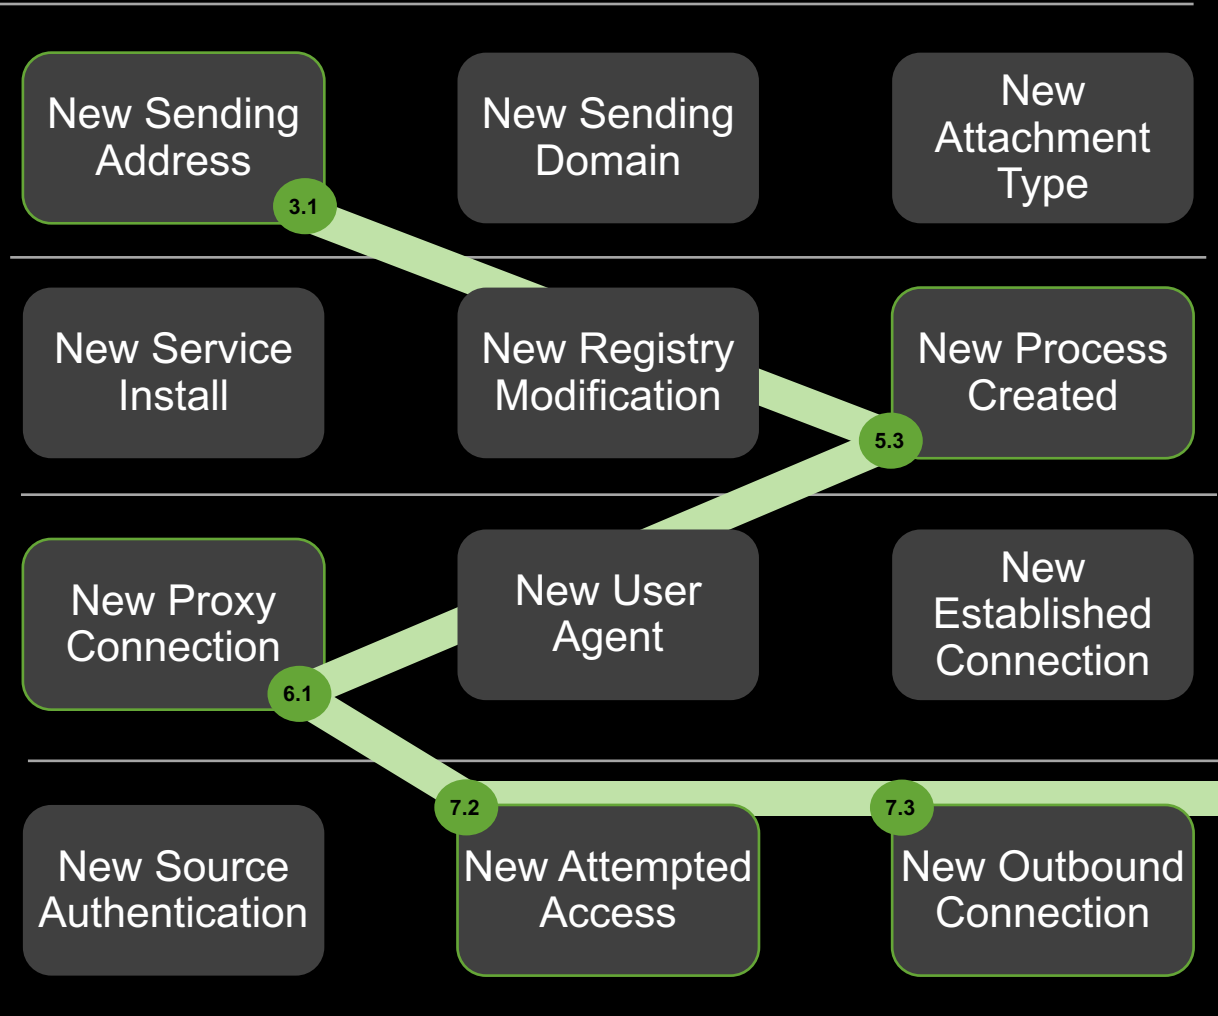 New Sending
Address
3.1
New Sending
Domain
New
Attachment
Type
New Service
Install
New Registry
Modification
New Process
Created
5.3
New Proxy
Connection
6.1
New User
Agent
New
Established
Connection
New Source
Authentication
7.2
New Attempted
Access
7.3
New Outbound
Connection